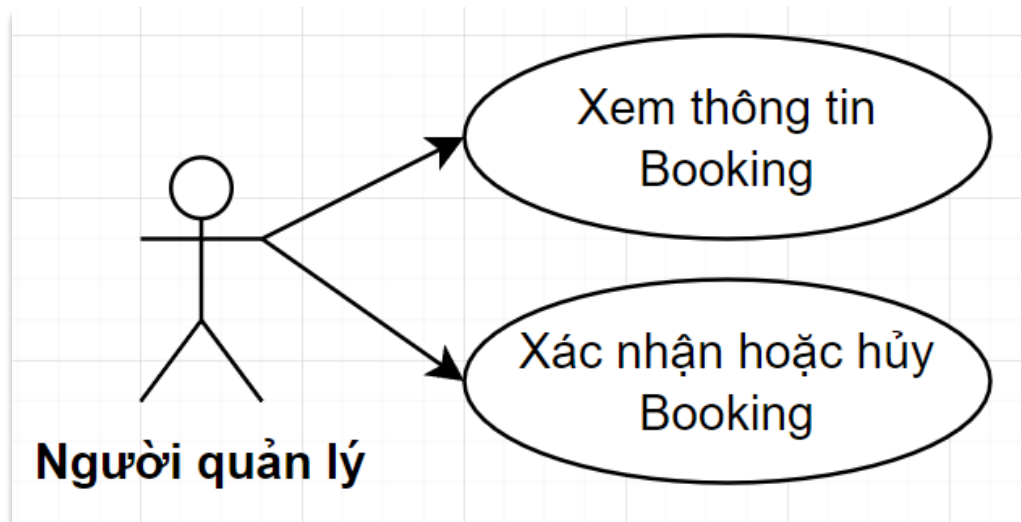 Xem thông tin
Booking
Xác nhận hoặc hủy
Booking
Người quản lý